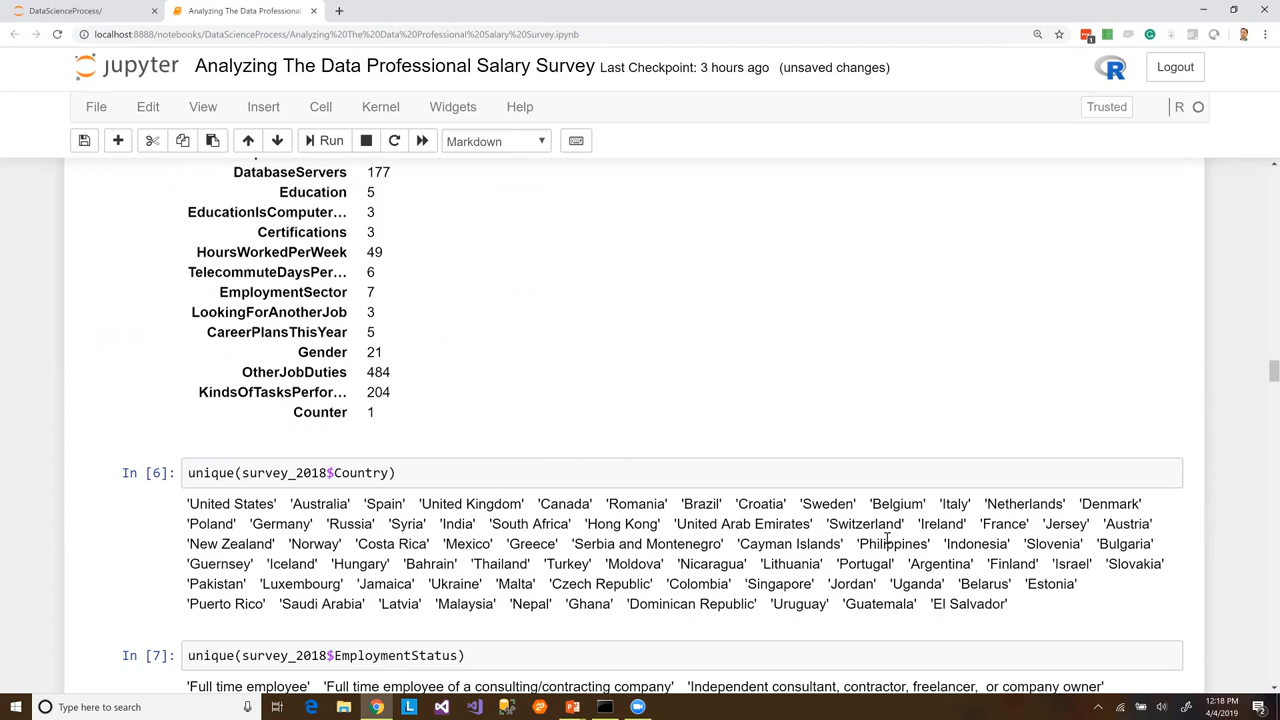 DataScienceProcess/
Analyzing The Data Professional
localhost:8888/notebooks/DataScienceProcess/Analyzing%20The%20Data%20Professional%20Salary%20Survey.ipynb
jupyter Analyzing The Data Professional Salary Survey Last Checkpoint: 3 hours ago (unsaved changes)
R
Logout
File Edit View Insert Cell Kernel Widgets Help
Trusted
R
Run
Markdown
DatabaseServers 177
Education 5
EducationIsComputer… 3
Certifications 3
HoursWorkedPerWeek 49
TelecommuteDaysPer… 6
EmploymentSector 7
LookingForAnotherJob 3
CareerPlansThisYear 5
Gender 21
OtherJobDuties 484
KindsOfTasksPerfor… 204
Counter 1
In [6]: unique(survey_2018$Country)
'United States' 'Australia' 'Spain' 'United Kingdom' 'Canada' 'Romania' 'Brazil' 'Croatia' 'Sweden' 'Belgium' 'Italy' 'Netherlands' 'Denmark'
'Poland' 'Germany' 'Russia' 'Syria' 'India' 'South Africa' 'Hong Kong' 'United Arab Emirates' 'Switzerland' 'Ireland' 'France' 'Jersey' 'Austria'
'New Zealand' 'Norway' 'Costa Rica' 'Mexico' 'Greece' 'Serbia and Montenegro' 'Cayman Islands' 'Philippines' 'Indonesia' 'Slovenia' 'Bulgaria'
'Guernsey' 'Iceland' 'Hungary' 'Bahrain' 'Thailand' 'Turkey' 'Moldova' 'Nicaragua' 'Lithuania' 'Portugal' 'Argentina' 'Finland' 'Israel' 'Slovakia'
'Pakistan' 'Luxembourg' 'Jamaica' 'Ukraine' 'Malta' 'Czech Republic' 'Colombia' 'Singapore' 'Jordan' 'Uganda' 'Belarus' 'Estonia'
'Puerto Rico' 'Saudi Arabia' 'Latvia' 'Malaysia' 'Nepal' 'Ghana' 'Dominican Republic' 'Uruguay' 'Guatemala' 'El Salvador'
In [7]: unique(survey_2018$EmploymentStatus)
'Full time employee' 'Full time employee of a consulting/contracting company' 'Independent consultant, contractor, freelancer, or company owner'
Type here to search
12:18 PM
4/4/2019